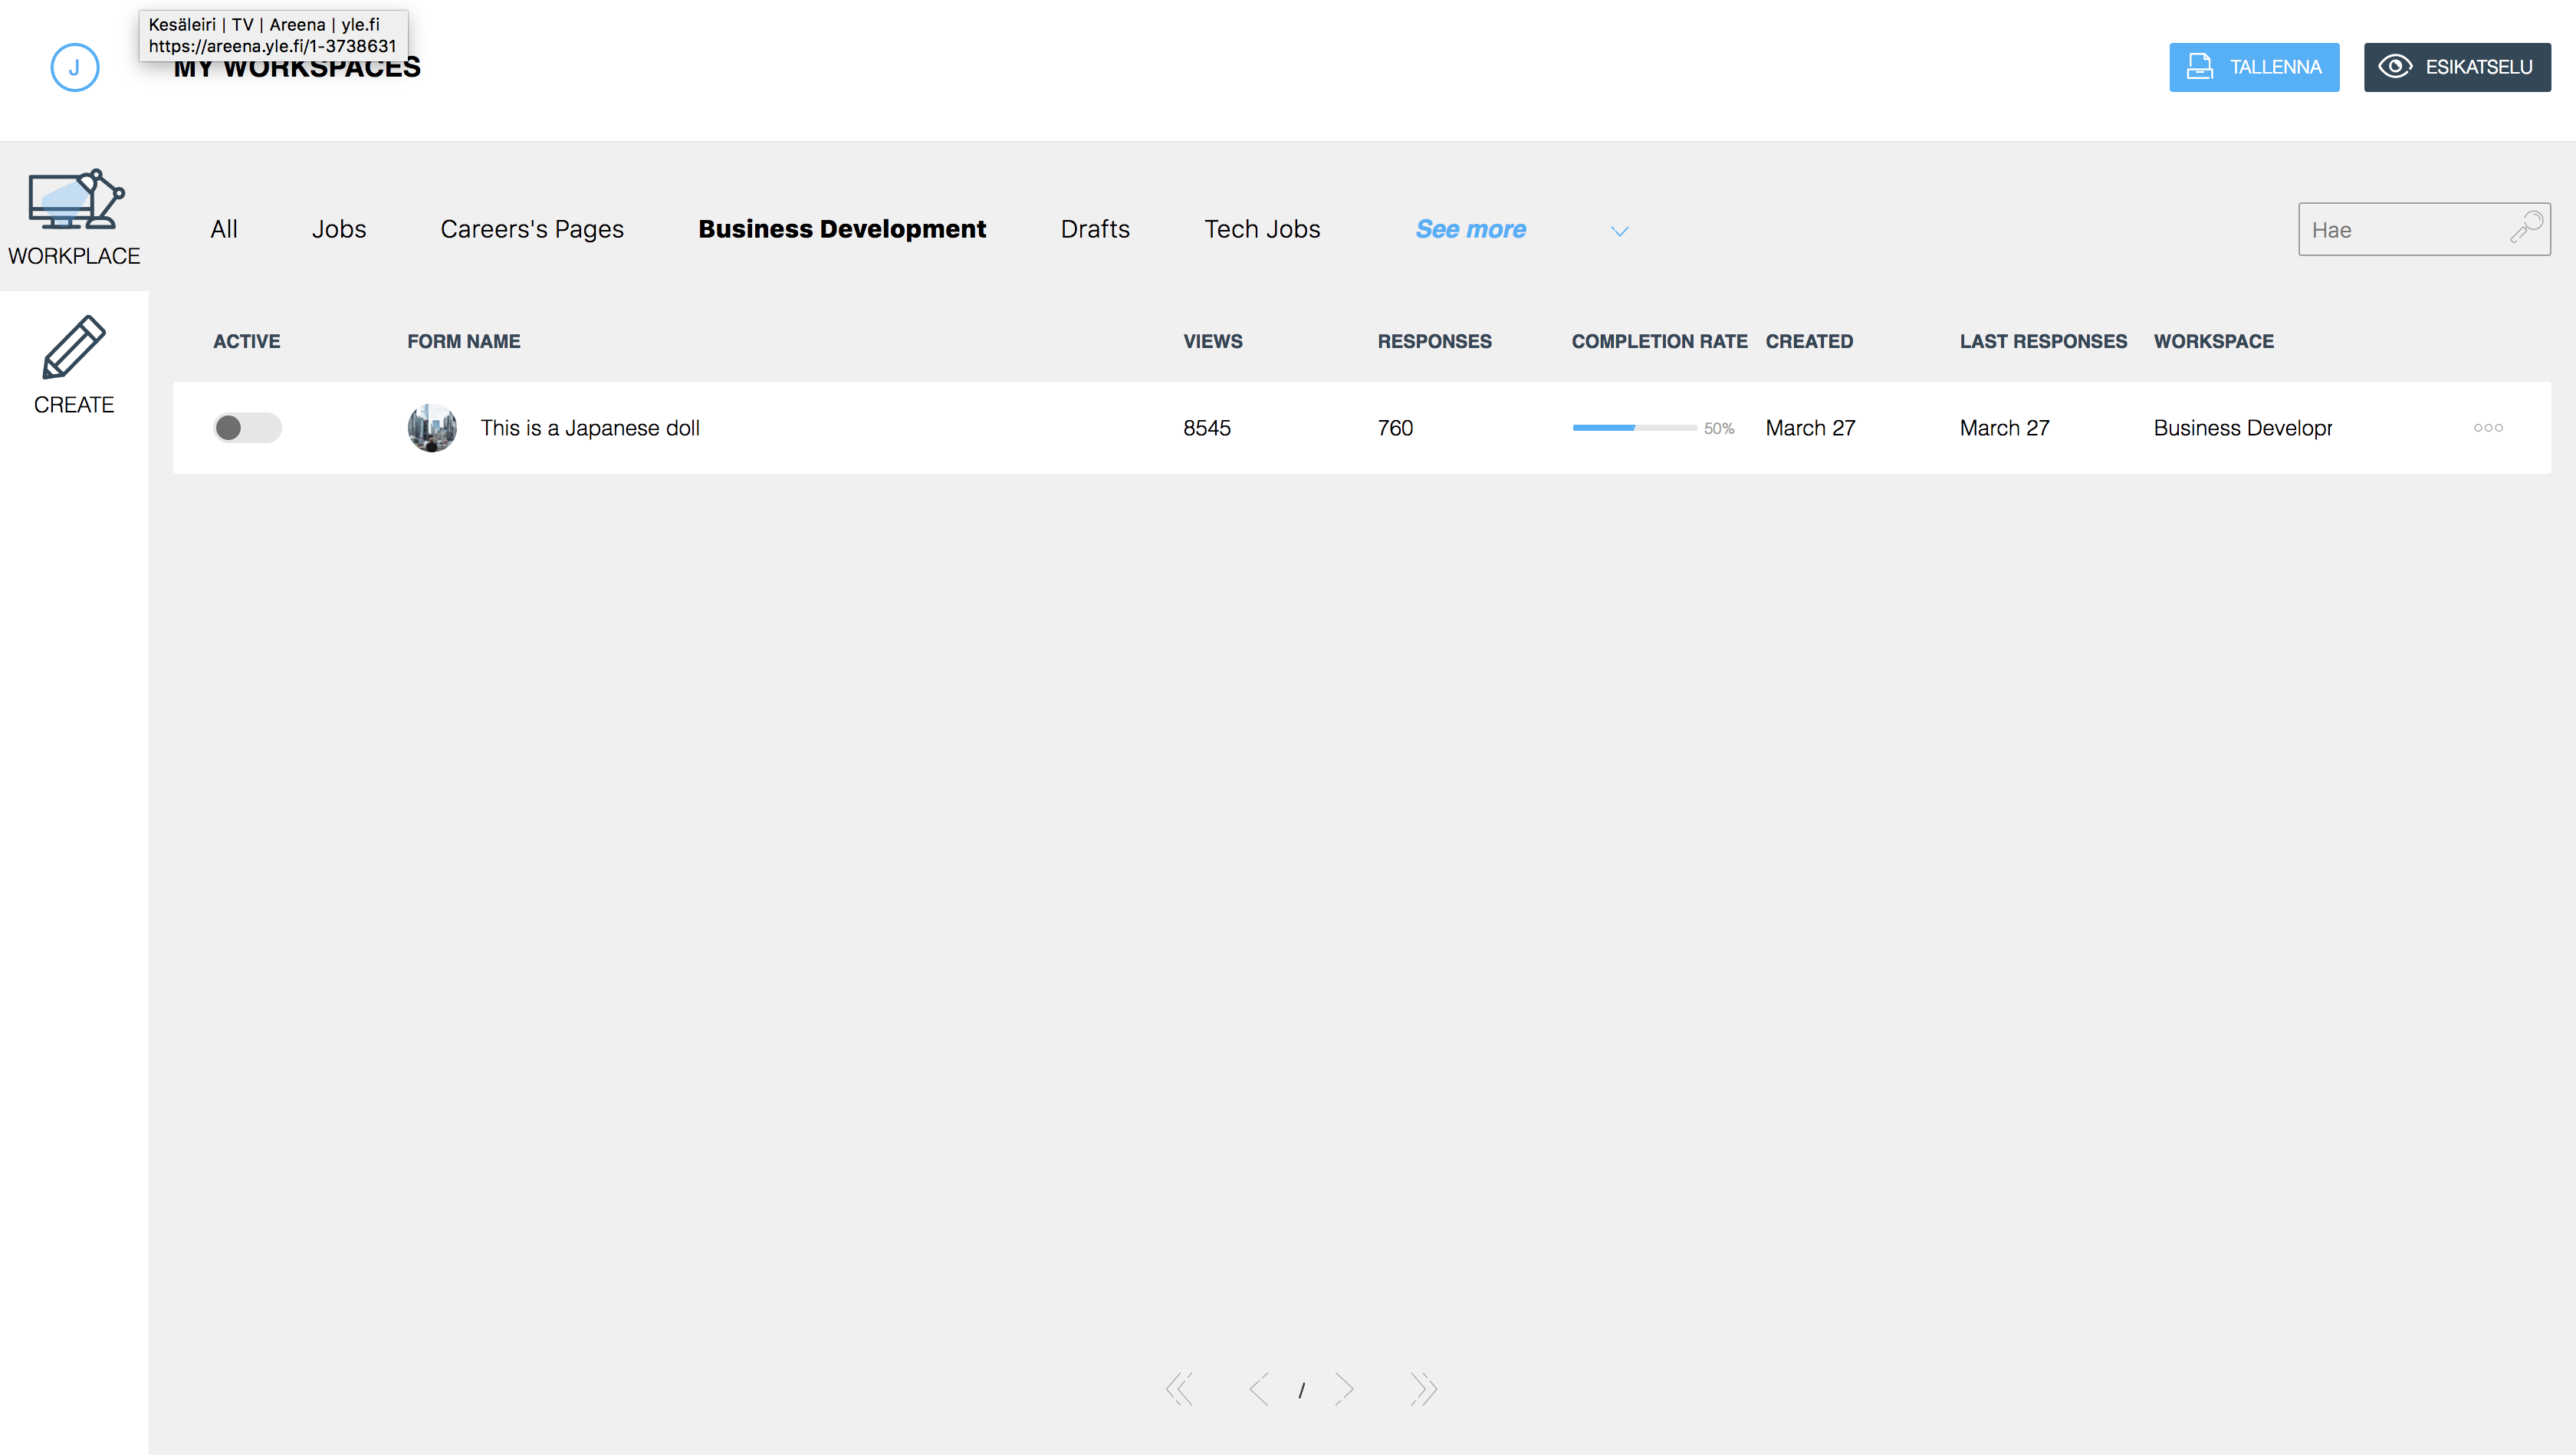 Kesäleiri | TV | Areena | yle.fi
https://areena.yle.fi/1-3738631
J
MY WORKSPACES
TALLENNA
ESIKATSELU
WORKPLACE
CREATE
All Jobs Careers's Pages Business Development Drafts Tech Jobs See more
Hae
ACTIVE FORM NAME VIEWS RESPONSES COMPLETION RATE CREATED LAST RESPONSES WORKSPACE
This is a Japanese doll 8545 760 50% March 27 March 27 Business Developr
/